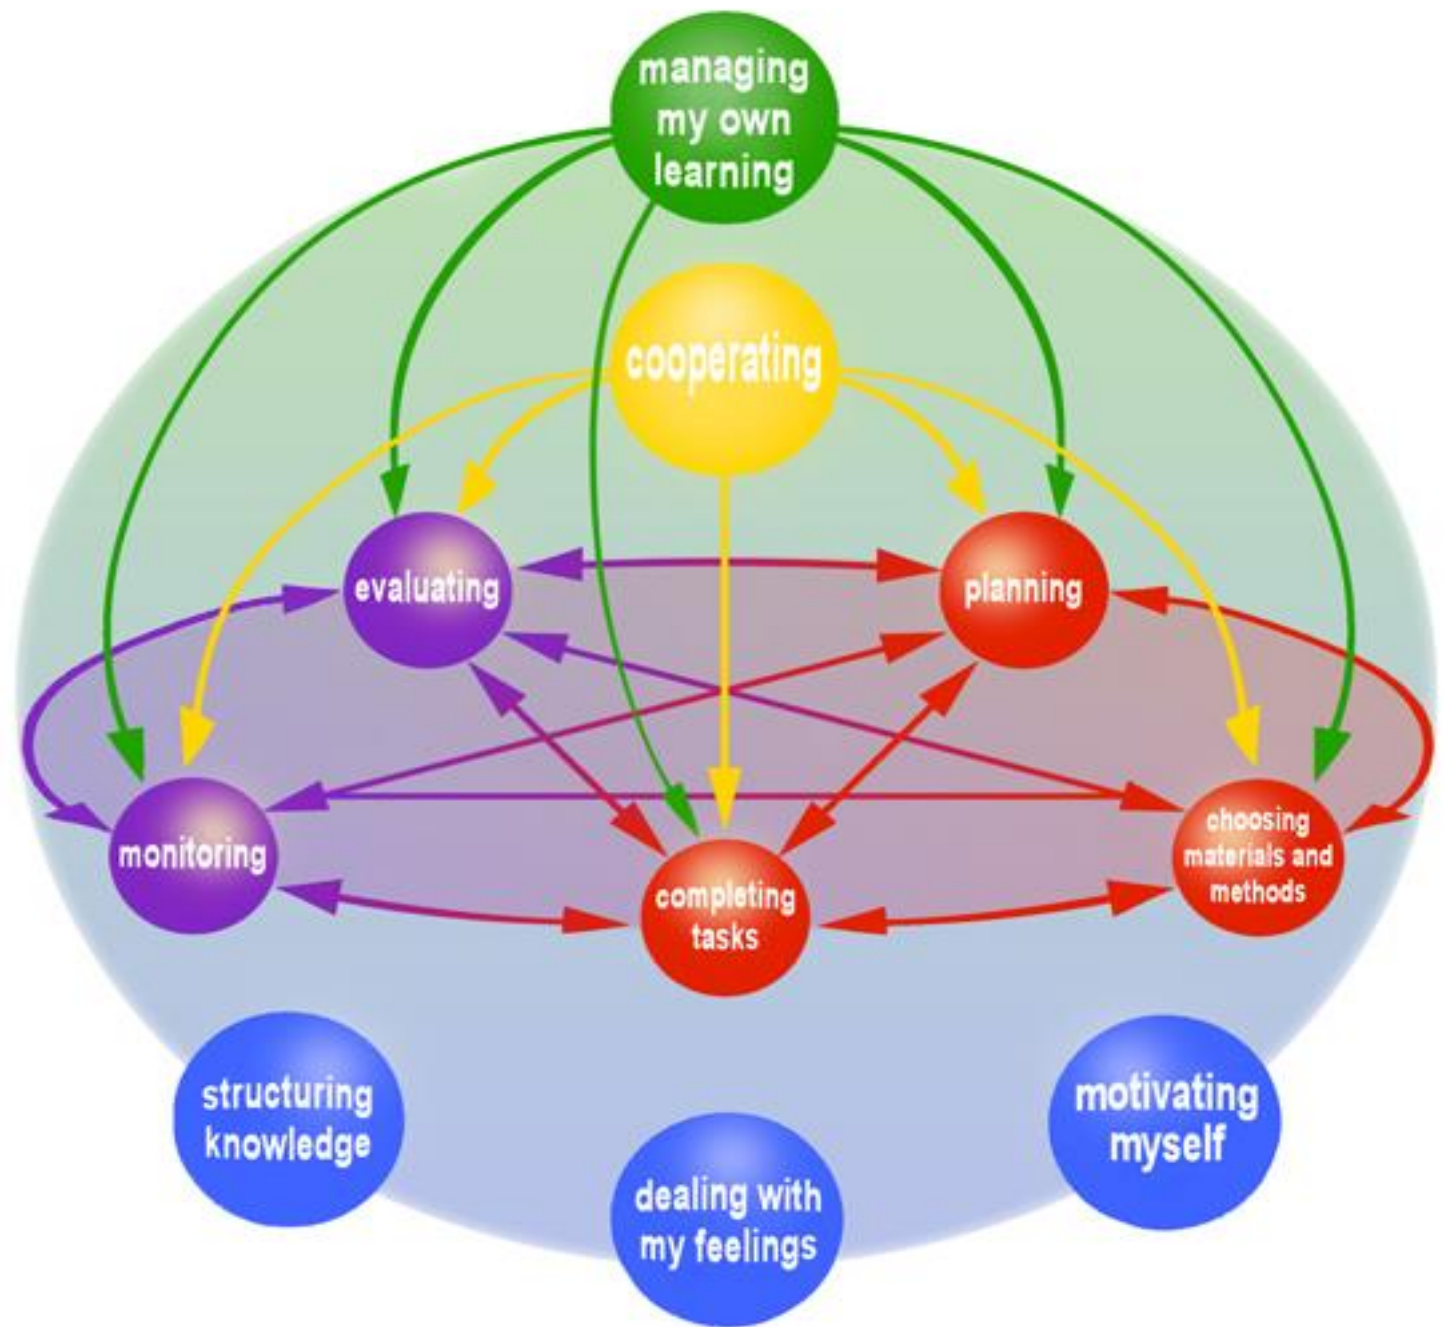 managing
my own
learning
cooperating
evaluating
planning
monitoring
completing
tasks
choosing
materials and
methods
structuring
knowledge
dealing with
my feelings
motivating
myself